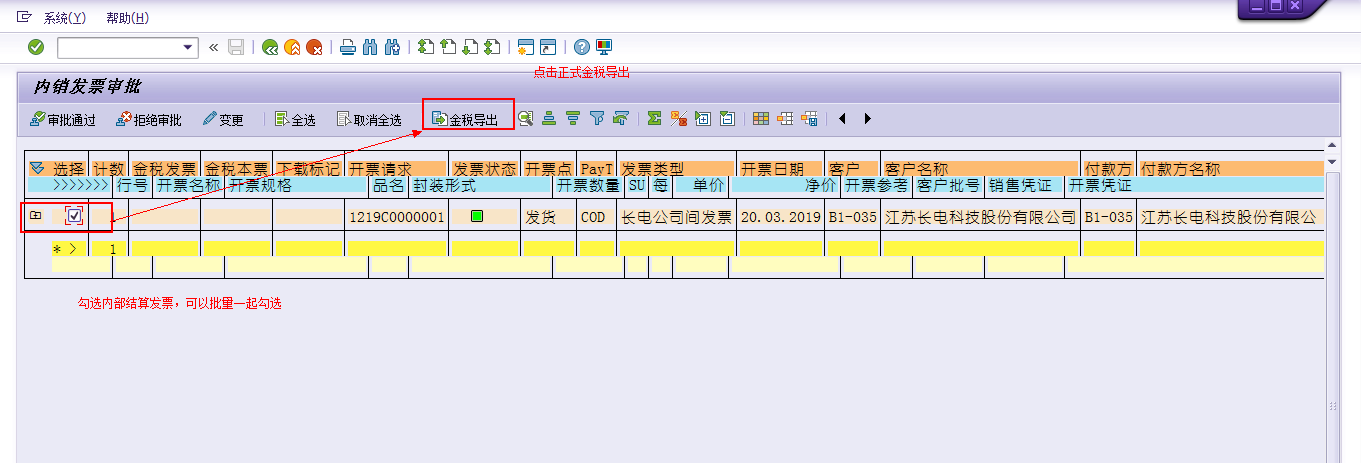 系统(Y) 帮助(H)
点击正式金税导出
内销发票审批
审批通过 拒绝审批 变更 全选 取消全选 金税导出
选择 计数 金税发票 金税本票 下载标记 开票请求 发票状态 开票点 PayT 发票类型 开票日期 客户 客户名称 付款方 付款方名称
>>>>>>> 行号 开票名称 开票规格 品名 封装形式 开票数量 SU 每 单价 净价 开票参考 客户批号 销售凭证 开票凭证
1219C0000001 发货 COD 长电公司间发票 20.03.2019 B1-035 江苏长电科技股份有限公司 B1-035 江苏长电科技股份有限公
* > 1
勾选内部结算发票，可以批量一起勾选